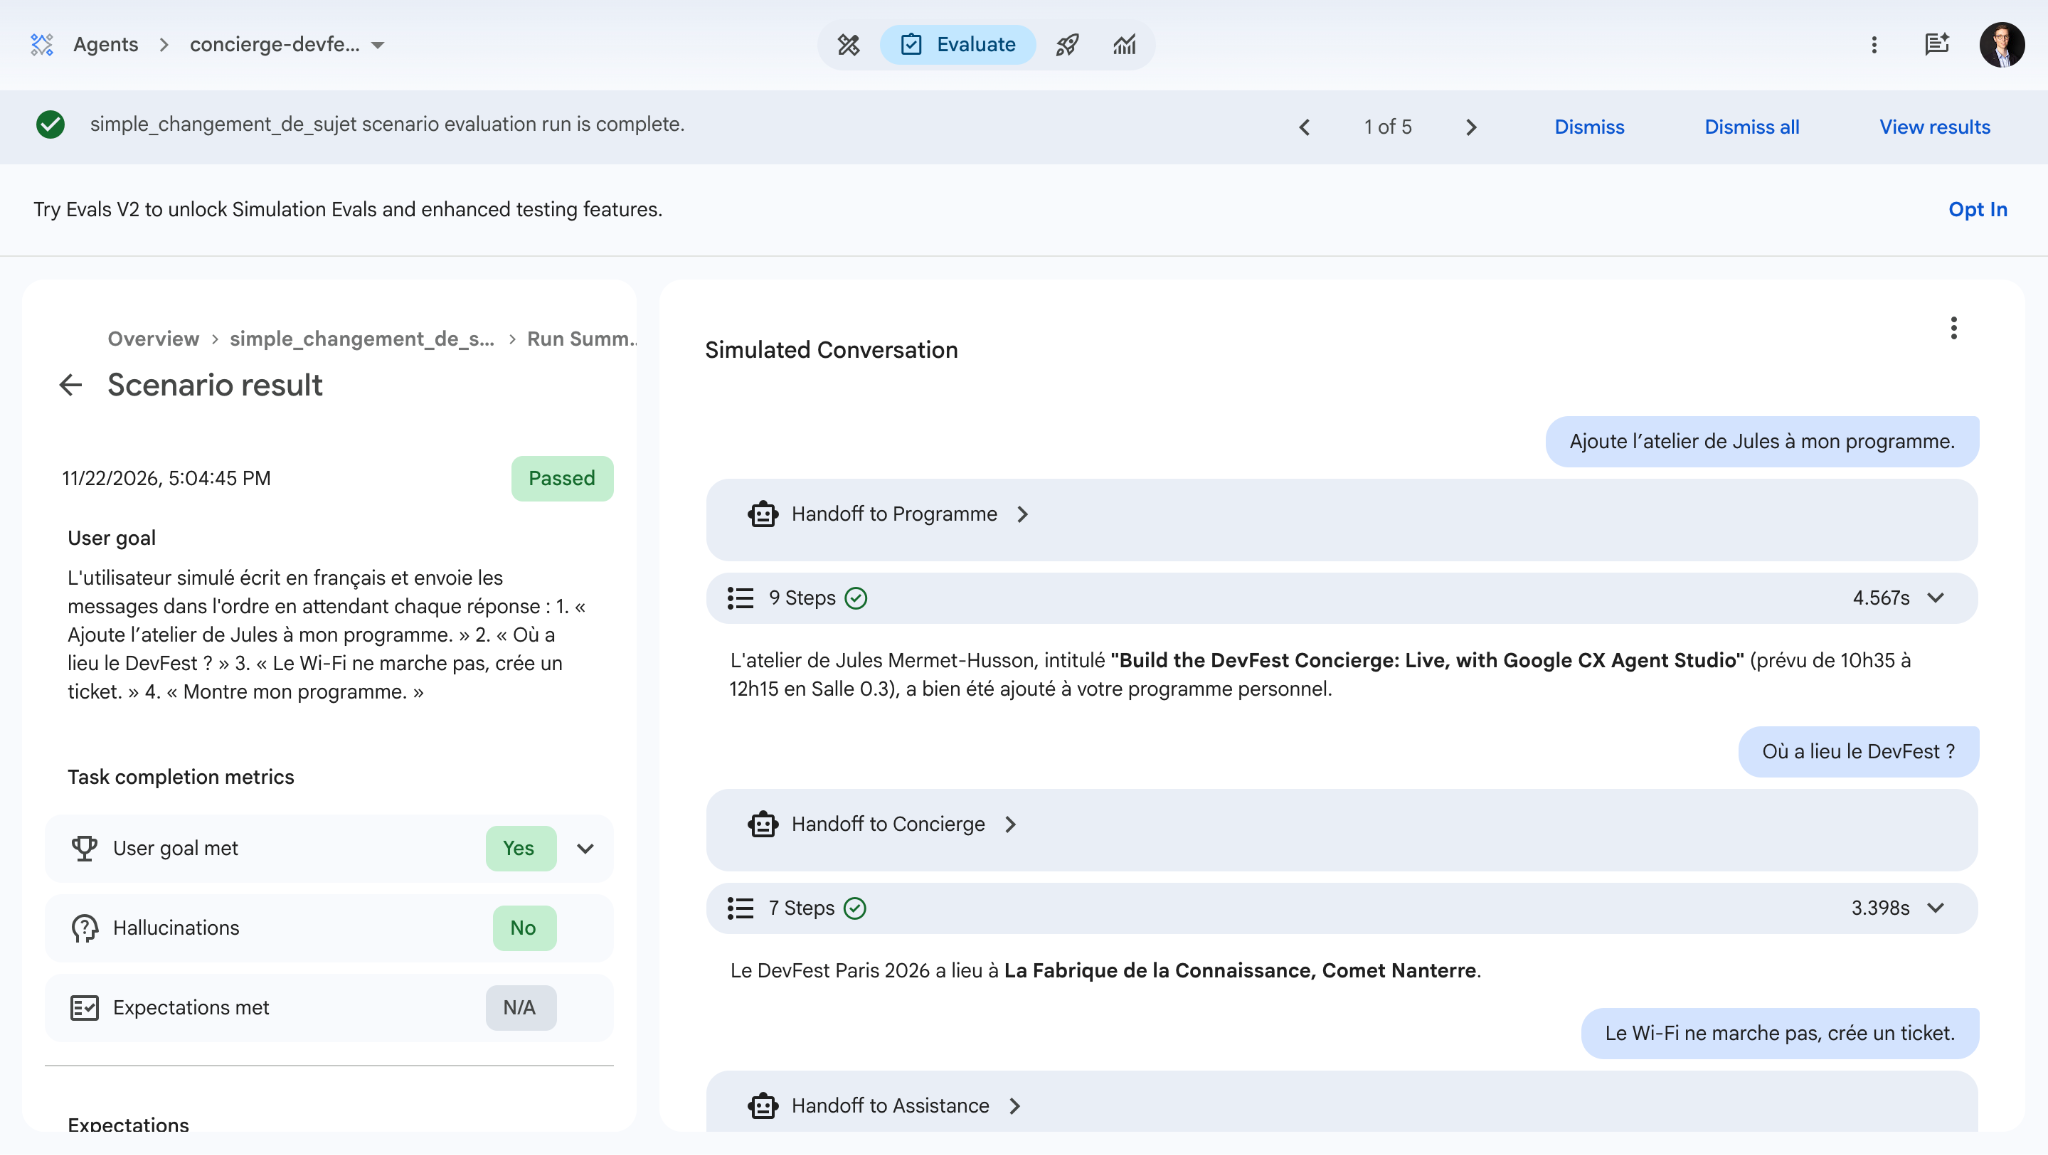 Agents > concierge-devfe...
Evaluate
simple_changement_de_sujet scenario evaluation run is complete.
1 of 5
Dismiss
Dismiss all
View results
Try Evals V2 to unlock Simulation Evals and enhanced testing features.
Opt In
Overview > simple_changement_de_s... > Run Summ...
Scenario result
11/22/2026, 5:04:45 PM
Passed
User goal
L'utilisateur simulé écrit en français et envoie les
messages dans l'ordre en attendant chaque réponse : 1. «
Ajoute l’atelier de Jules à mon programme. » 2. « Où a
lieu le DevFest ? » 3. « Le Wi-Fi ne marche pas, crée un
ticket. » 4. « Montre mon programme. »
Task completion metrics
User goal met
Yes
Hallucinations
No
Expectations met
N/A
Expectations
Simulated Conversation
Ajoute l’atelier de Jules à mon programme.
Handoff to Programme
9 Steps
4.567s
L'atelier de Jules Mermet-Husson, intitulé "Build the DevFest Concierge: Live, with Google CX Agent Studio" (prévu de 10h35 à
12h15 en Salle 0.3), a bien été ajouté à votre programme personnel.
Où a lieu le DevFest ?
Handoff to Concierge
7 Steps
3.398s
Le DevFest Paris 2026 a lieu à La Fabrique de la Connaissance, Comet Nanterre.
Le Wi-Fi ne marche pas, crée un ticket.
Handoff to Assistance